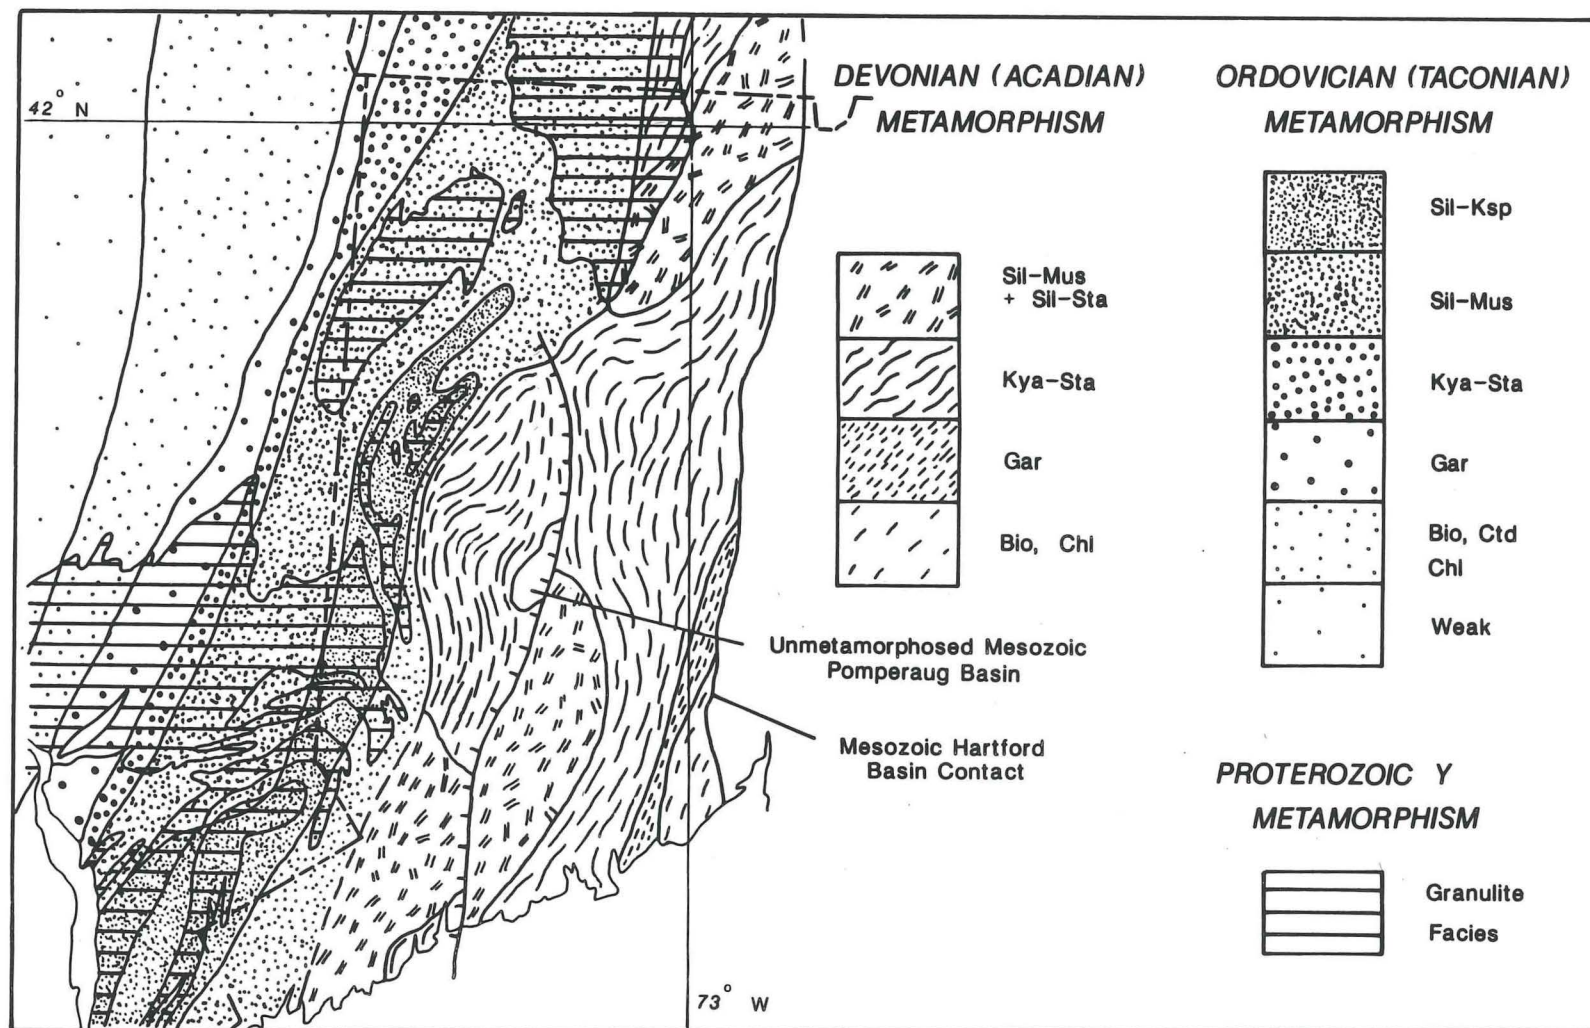 42° N
DEVONIAN (ACADIAN)
METAMORPHISM
Sil-Mus
+ Sil-Sta
Kya-Sta
Gar
Bio, Chl
Unmetamorphosed Mesozoic
Pomperaug Basin
Mesozoic Hartford
Basin Contact
73° W
ORDOVICIAN (TACONIAN)
METAMORPHISM
Sil-Ksp
Sil-Mus
Kya-Sta
Gar
Bio, Ctd
Chl
Weak
PROTEROZOIC Y
METAMORPHISM
Granulite
Facies